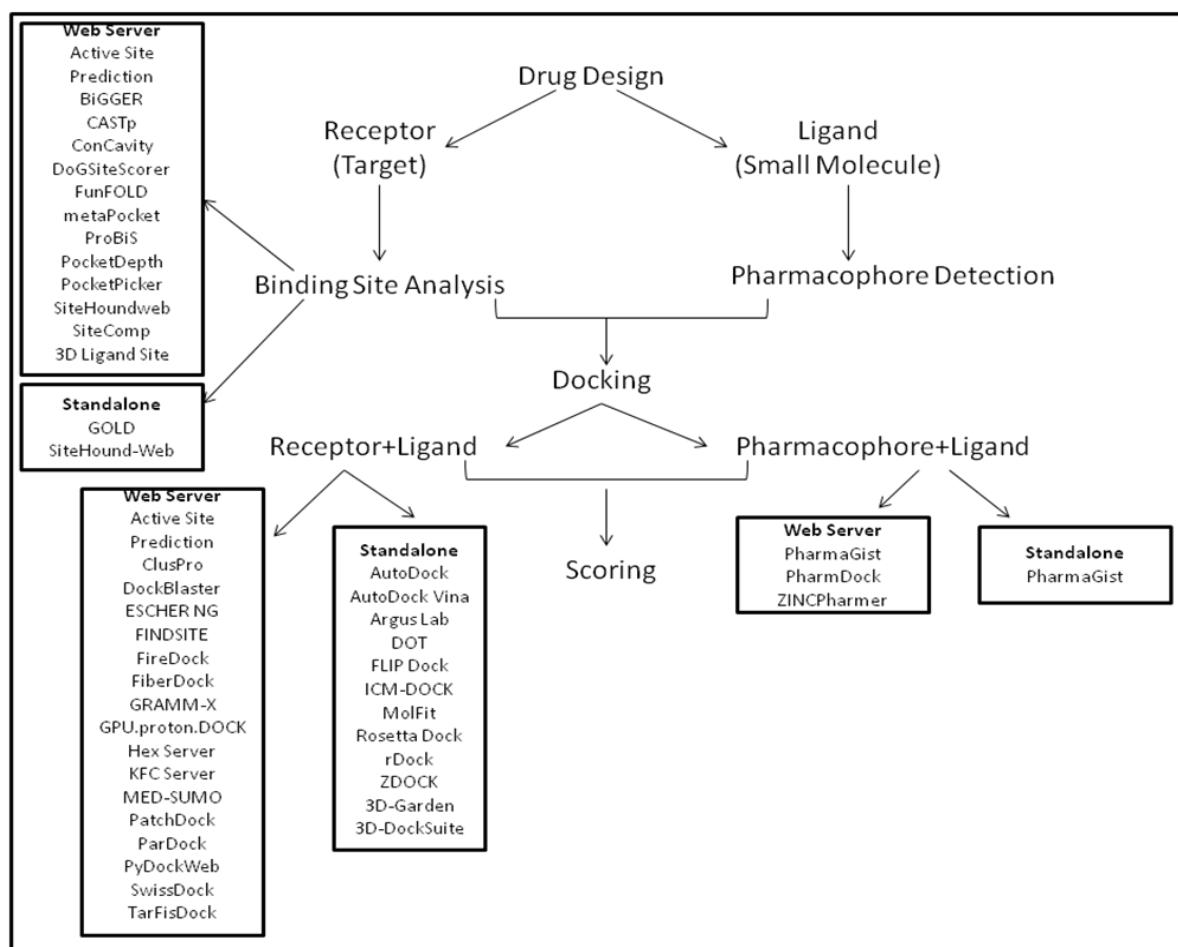 Web Server
Active Site
Prediction
BiGGER
CASTp
ConCavity
DoGSiteScorer
FunFOLD
metaPocket
ProBiS
PocketDepth
PocketPicker
SiteHoundweb
SiteComp
3D Ligand Site
Drug Design
Receptor
(Target)
Ligand
(Small Molecule)
Binding Site Analysis
Pharmacophore Detection
Standalone
GOLD
SiteHound-Web
Docking
Receptor+Ligand
Pharmacophore+Ligand
Web Server
Active Site
Prediction
ClusPro
DockBlaster
ESCHER NG
FINDSITE
FireDock
FiberDock
GRAMM-X
GPU.proton.DOCK
Hex Server
KFC Server
MED-SUMO
PatchDock
ParDock
PyDockWeb
SwissDock
TarFisDock
Standalone
AutoDock
AutoDock Vina
Argus Lab
DOT
FLIP Dock
ICM-DOCK
MolFit
Rosetta Dock
rDock
ZDOCK
3D-Garden
3D-DockSuite
Scoring
Web Server
PharmaGist
PharmDock
ZINCPharmer
Standalone
PharmaGist